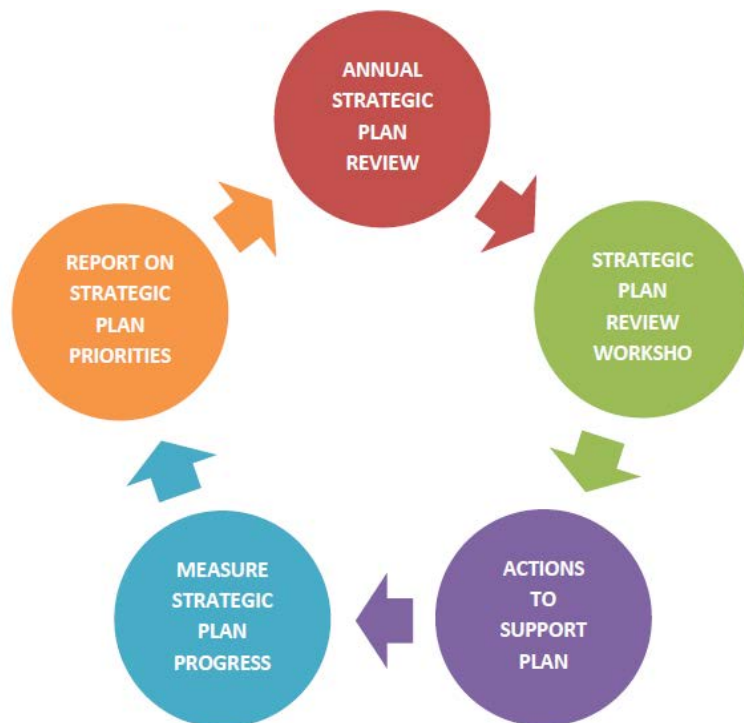 ANNUAL
STRATEGIC
PLAN
REVIEW
STRATEGIC
PLAN
REVIEW
WORKSHO
ACTIONS
TO
SUPPORT
PLAN
MEASURE
STRATEGIC
PLAN
PROGRESS
REPORT ON
STRATEGIC
PLAN
PRIORITIES